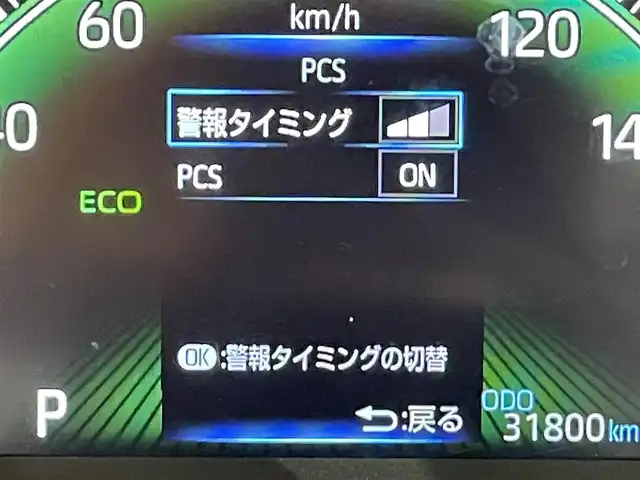 km/h
60
120
PCS
警報タイミング
40
14
PCS ON
ECO
OK:警報タイミングの切替
P
:戻る
ODO
31800km